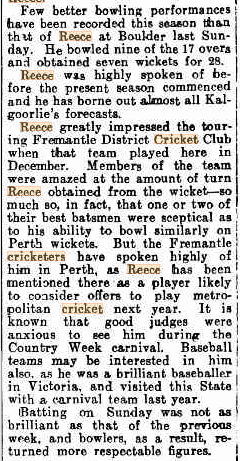 Few better bowling performances
have been recorded this season than
that of Reece at Boulder last Sun-
day. He bowled nine of the 17 overs
and obtained seven wickets for 28.
Reece was highly spoken of be-
fore the present season commenced
and he has borne out almost all Kal-
goorlie's forecasts.
Reece greatly impressed the tour-
ing Fremantle District Cricket Club
when that team played here in
December. Members of the team
were amazed at the amount of turn
Reece obtained from the wicket—so
much so, in fact, that one or two of
their best batsmen were sceptical as
to his ability to bowl similarly on
Perth wickets. But the Fremantle
cricketers have spoken highly of
him in Perth, as Reece has been
mentioned there as a player likely
to consider offers to play metro-
politan cricket next year. It is
known that good judges were
anxious to see him during the
Country Week carnival. Baseball
teams may be interested in him
also, as he was a brilliant baseballer
in Victoria, and visited this State
with a carnival team last year.
Batting on Sunday was not as
brilliant as that of the previous
week, and bowlers, as a result, re-
turned more respectable figures.